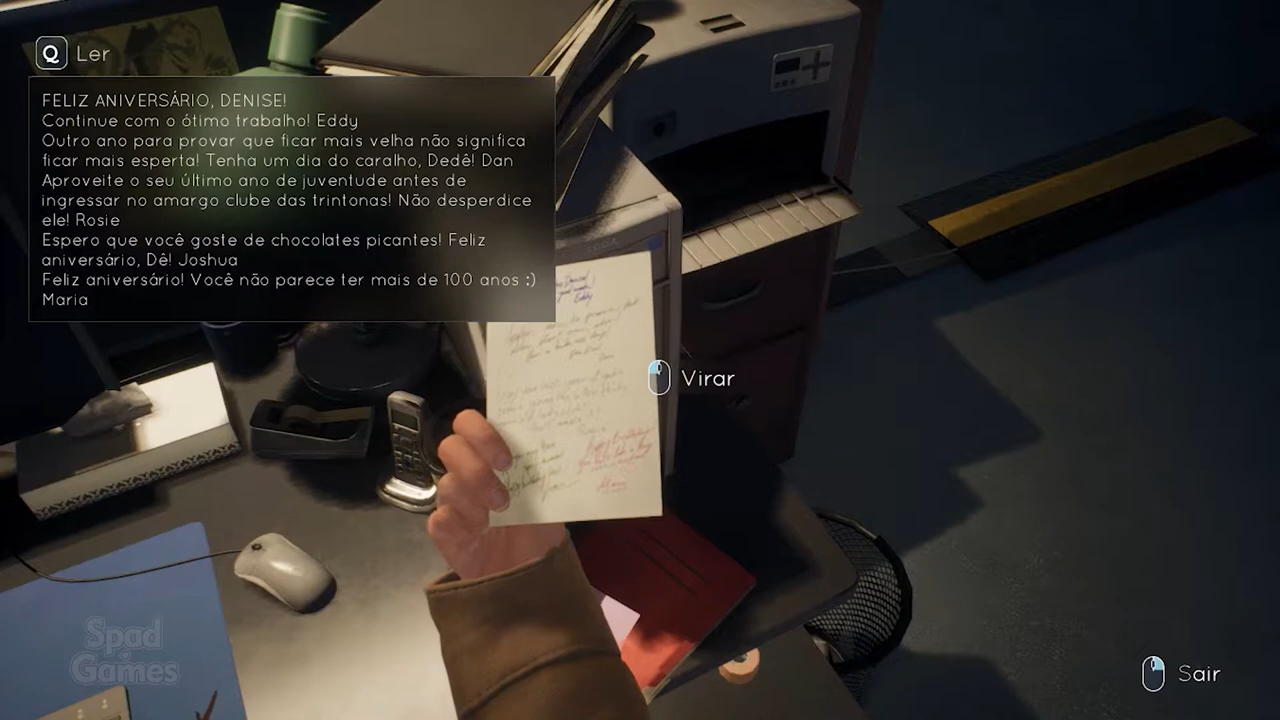 Q Ler
FELIZ ANIVERSÁRIO, DENISE!
Continue com o ótimo trabalho! Eddy
Outro ano para provar que ficar mais velha não significa
ficar mais esperta! Tenha um dia do caralho, Dedê! Dan
Aproveite o seu último ano de juventude antes de
ingressar no amargo clube das trintonas! Não desperdice
ele! Rosie
Espero que você goste de chocolates picantes! Feliz
aniversário, Dê! Joshua
Feliz aniversário! Você não parece ter mais de 100 anos :)
Maria
Eddy
Virar
Spad
Games
Sair